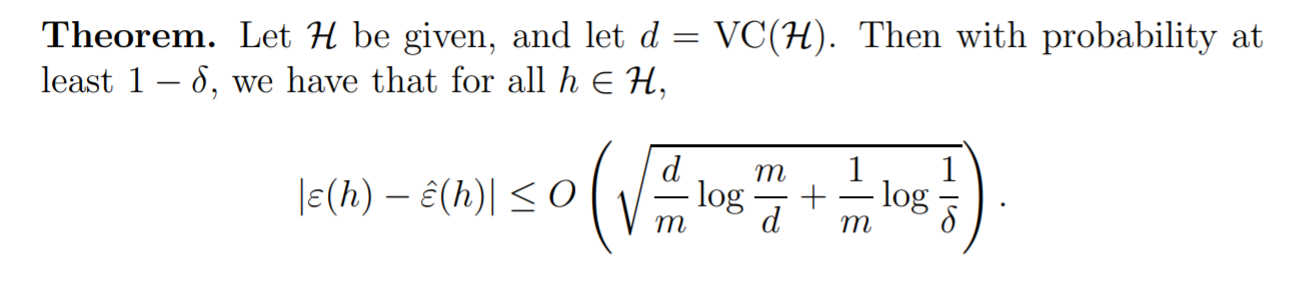 Theorem. Let ℋ be given, and let d = VC(ℋ). Then with probability at
least 1 − δ, we have that for all h ∈ ℋ,
|ε(h) − ε̂(h)| ≤ O(√(d/m log m/d + 1/m log 1/δ)).